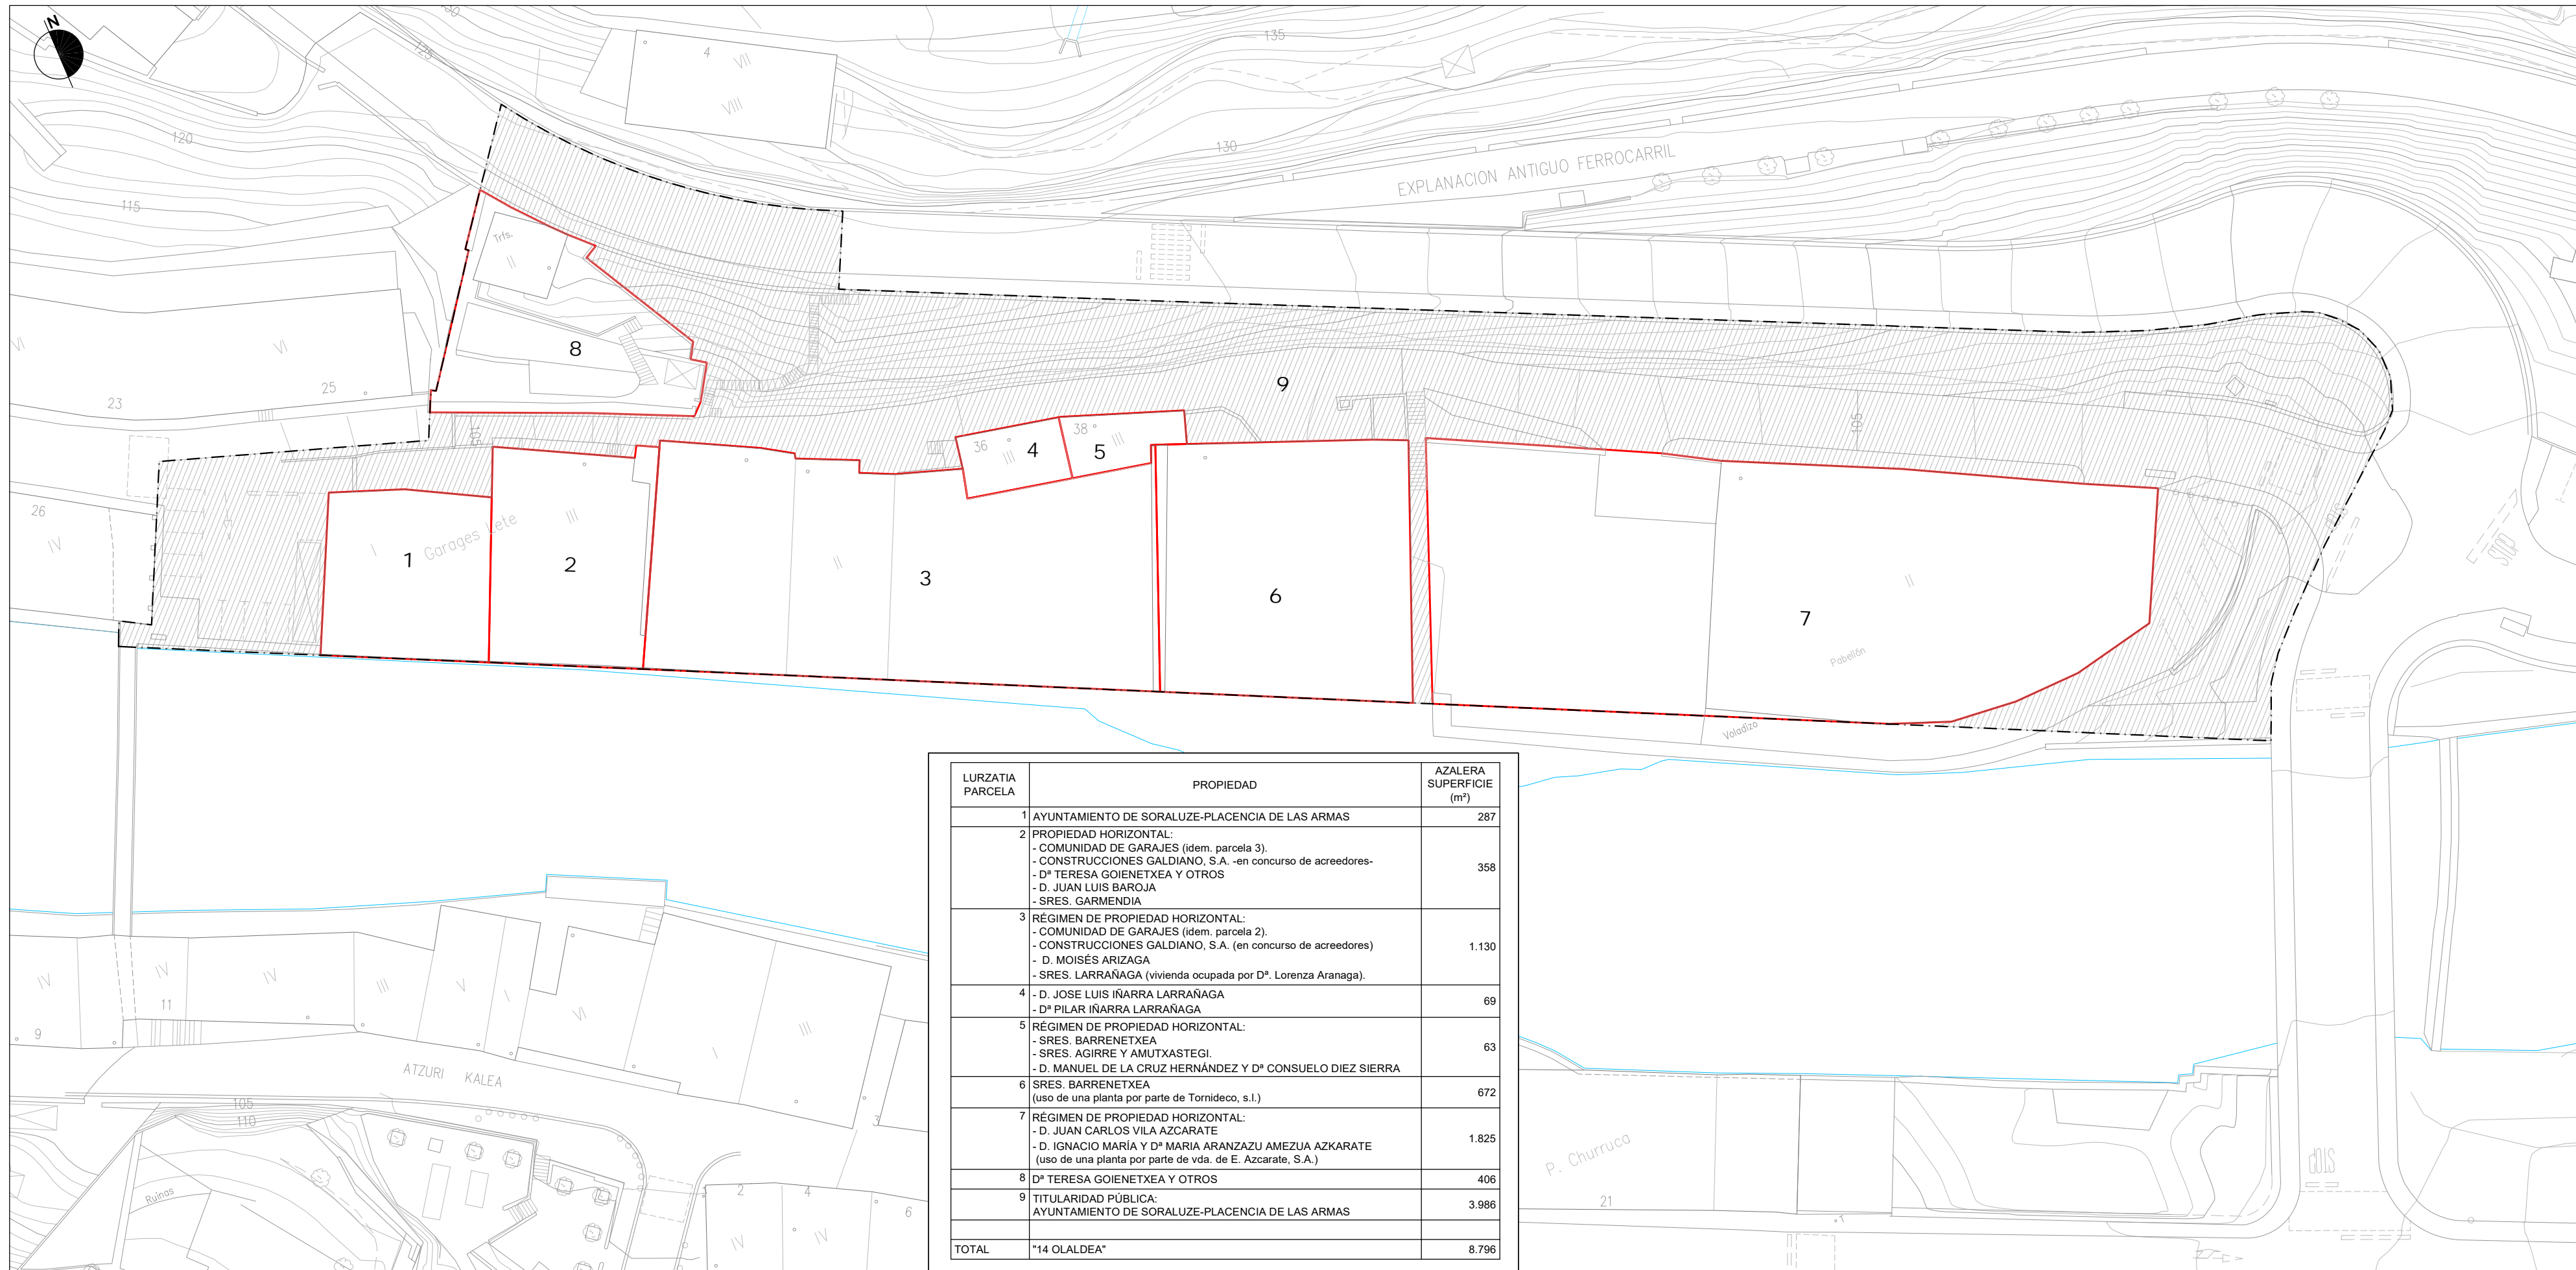 N
100
125
4
VII
VIII
135
130
120
115
EXPLANACION ANTIGUO FERROCARRIL
Trfs.
II
8
VI
VI
23
25
9
105
36
III
4
38
III
5
101
26
IV
I
Garages Lete
1
III
2
II
3
6
II
7
Pabellón
Voladizo
STOP
STOP
LURZATIA
PARCELA
PROPIEDAD
AZALERA
SUPERFICIE
(m²)
1 AYUNTAMIENTO DE SORALUZE-PLACENCIA DE LAS ARMAS 287
2 PROPIEDAD HORIZONTAL:
- COMUNIDAD DE GARAJES (idem. parcela 3).
- CONSTRUCCIONES GALDIANO, S.A. -en concurso de acreedores-
- Dª TERESA GOIENETXEA Y OTROS
- D. JUAN LUIS BAROJA
- SRES. GARMENDIA
358
3 RÉGIMEN DE PROPIEDAD HORIZONTAL:
- COMUNIDAD DE GARAJES (idem. parcela 2).
- CONSTRUCCIONES GALDIANO, S.A. (en concurso de acreedores)
- D. MOISÉS ARIZAGA
- SRES. LARRAÑAGA (vivienda ocupada por Dª. Lorenza Aranaga).
1.130
4 - D. JOSE LUIS IÑARRA LARRAÑAGA
- Dª PILAR IÑARRA LARRAÑAGA
69
5 RÉGIMEN DE PROPIEDAD HORIZONTAL:
- SRES. BARRENETXEA
- SRES. AGIRRE Y AMUTXASTEGI.
- D. MANUEL DE LA CRUZ HERNÁNDEZ Y Dª CONSUELO DIEZ SIERRA
63
6 SRES. BARRENETXEA
(uso de una planta por parte de Tornideco, s.l.)
672
7 RÉGIMEN DE PROPIEDAD HORIZONTAL:
- D. JUAN CARLOS VILA AZCARATE
- D. IGNACIO MARÍA Y Dª MARIA ARANZAZU AMEZUA AZKARATE
(uso de una planta por parte de vda. de E. Azcarate, S.A.)
1.825
8 Dª TERESA GOIENETXEA Y OTROS 406
9 TITULARIDAD PÚBLICA:
AYUNTAMIENTO DE SORALUZE-PLACENCIA DE LAS ARMAS
3.986
TOTAL "14 OLALDEA" 8.796
IV
IV
IV
III
V
I
VI
I
III
11
9
ATZURI KALEA
105
110
Ruinas
2
4
6
IV
IV
P. Churruca
21
T
STOP